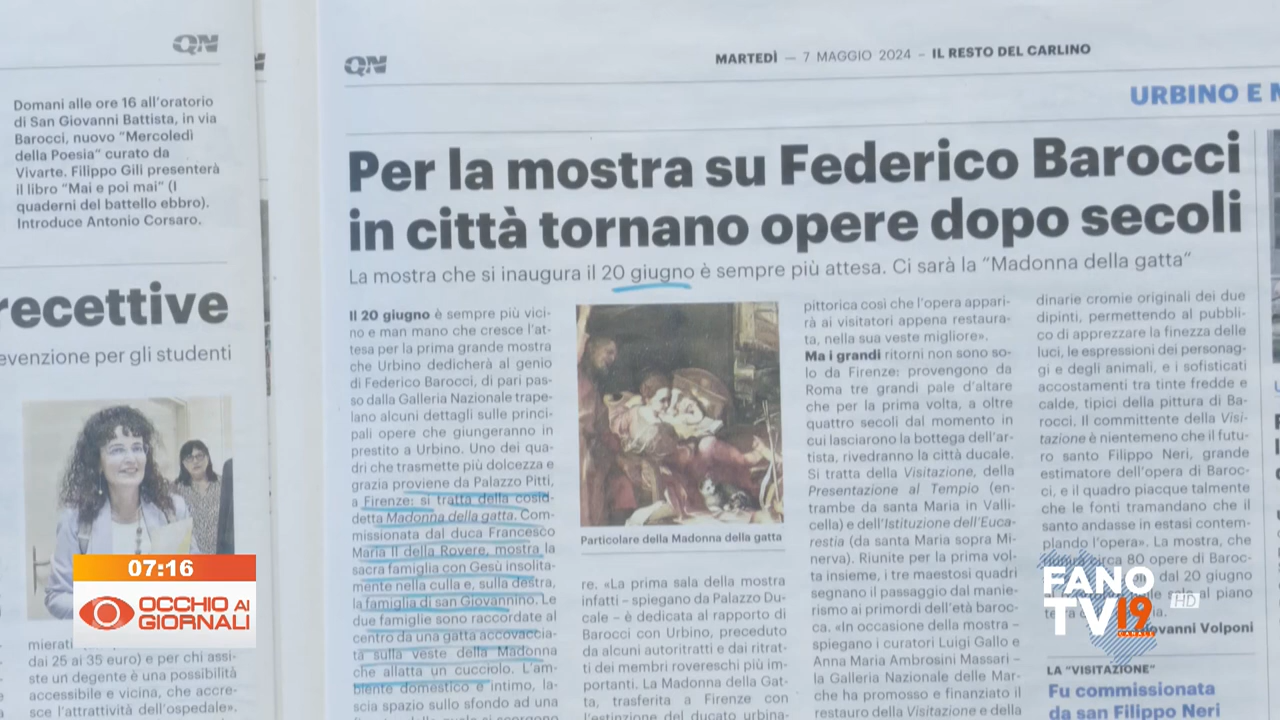 QN
Domani alle ore 16 all'oratorio
di San Giovanni Battista, in via
Barocci, nuovo "Mercoledì
della Poesia" curato da
Vivarte. Filippo Gili presenterà
il libro "Mai e poi mai" (I
quaderni del battello ebbro).
Introduce Antonio Corsaro.
recettive
evenzione per gli studenti
mierati
dai 25 ai 35 euro) e per chi assi-
ste un degente è una possibilità
accessibile e vicina, che accre-
sce l'attrattività dell'ospedale».
QN
MARTEDÌ — 7 MAGGIO 2024 – IL RESTO DEL CARLINO
URBINO E
Per la mostra su Federico Barocci
in città tornano opere dopo secoli
La mostra che si inaugura il 20 giugno è sempre più attesa. Ci sarà la "Madonna della gatta"
Il 20 giugno è sempre più vici-
no e man mano che cresce l'at-
tesa per la prima grande mostra
che Urbino dedicherà al genio
di Federico Barocci, di pari pas-
so dalla Galleria Nazionale trape-
lano alcuni dettagli sulle princi-
pali opere che giungeranno in
prestito a Urbino. Uno dei qua-
dri che trasmette più dolcezza e
grazia proviene da Palazzo Pitti,
a Firenze: si tratta della cosid-
detta Madonna della gatta. Com-
missionata dal duca Francesco
Maria II della Rovere, mostra la
sacra famiglia con Gesù insolita-
mente nella culla e, sulla destra,
la famiglia di san Giovannino. Le
due famiglie sono raccordate al
centro da una gatta accovaccia-
ta sulla veste della Madonna
che allatta un cucciolo. L'am-
biente domestico e intimo, la-
scia spazio sullo sfondo ad una
Particolare della Madonna della gatta
re. «La prima sala della mostra
infatti – spiegano da Palazzo Du-
cale – è dedicata al rapporto di
Barocci con Urbino, preceduto
da alcuni autoritratti e dai ritrat-
ti dei membri rovereschi più im-
portanti. La Madonna della Gat-
ta, trasferita a Firenze con
l'estinzione del ducato urbina-
pittorica così che l'opera appari-
rà ai visitatori appena restaura-
ta, nella sua veste migliore».
Ma i grandi ritorni non sono so-
lo da Firenze: provengono da
Roma tre grandi pale d'altare
che per la prima volta, a oltre
quattro secoli dal momento in
cui lasciarono la bottega dell'ar-
tista, rivedranno la città ducale.
Si tratta della Visitazione, della
Presentazione al Tempio (en-
trambe da santa Maria in Valli-
cella) e dell'Istituzione dell'Euca-
restia (da santa Maria sopra Mi-
nerva). Riunite per la prima vol-
ta insieme, i tre maestosi quadri
segnano il passaggio dal manie-
rismo ai primordi dell'età baroc-
ca. «In occasione della mostra –
spiegano i curatori Luigi Gallo e
Anna Maria Ambrosini Massari –
la Galleria Nazionale delle Mar-
che ha promosso e finanziato il
restauro della Visitazione e della
dinarie cromie originali dei due
dipinti, permettendo al pubbli-
co di apprezzare la finezza delle
luci, le espressioni dei personag-
gi e degli animali, e i sofisticati
accostamenti tra tinte fredde e
calde, tipici della pittura di Ba-
rocci. Il committente della Visi-
tazione è nientemeno che il futu-
ro santo Filippo Neri, grande
estimatore dell'opera di Baroc-
ci, e il quadro piacque talmente
che le fonti tramandano che il
santo andasse in estasi contem-
plando l'opera». La mostra, che
circa 80 opere di Baroc-
dal 20 giugno
al piano
Giovanni Volponi
LA "VISITAZIONE"
Fu commissionata
da san Filippo Neri
07:16
OCCHIO AI
GIORNALI
FANO
TV 19
CANALE
HD